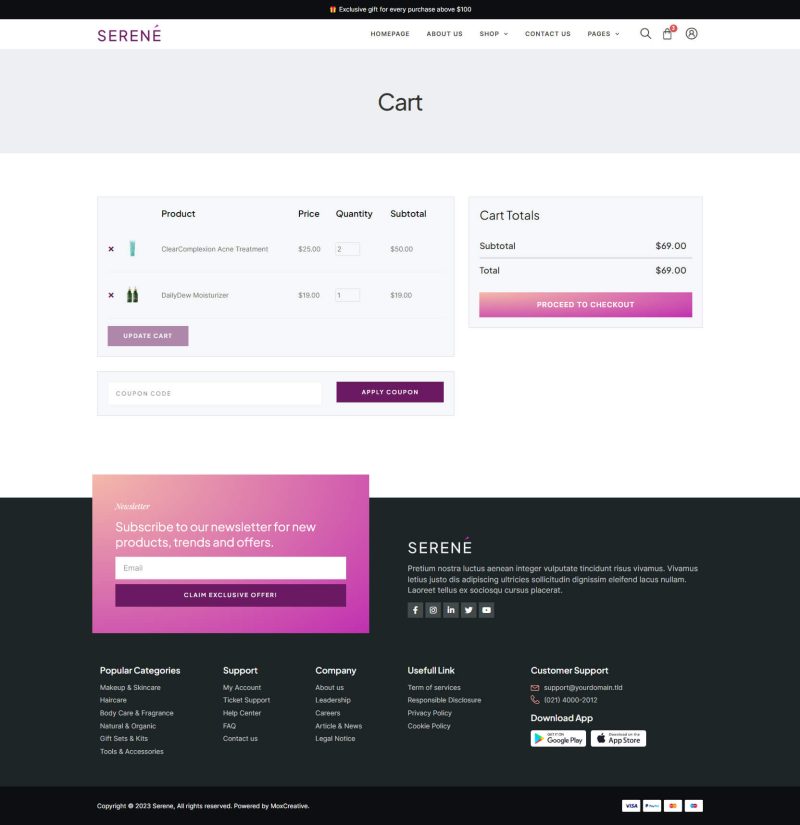 Exclusive gift for every purchase above $100
SERENÉ
HOMEPAGE
ABOUT US
SHOP
CONTACT US
PAGES
3
Cart
Product Price Quantity Subtotal
ClearComplexion Acne Treatment $25.00 2 $50.00
DailyDew Moisturizer $19.00 1 $19.00
UPDATE CART
COUPON CODE
APPLY COUPON
Cart Totals
Subtotal $69.00
Total $69.00
PROCEED TO CHECKOUT
Newsletter
Subscribe to our newsletter for new
products, trends and offers.
Email
CLAIM EXCLUSIVE OFFER!
SERENÉ
Pretium nostra luctus aenean integer vulputate tincidunt risus vivamus. Vivamus
letius justo dis adipiscing ultricies sollicitudin dignissim eleifend lacus nullam.
Laoreet tellus ex sociosqu cursus placerat.
Popular Categories
Makeup & Skincare
Haircare
Body Care & Fragrance
Natural & Organic
Gift Sets & Kits
Tools & Accessories
Support
My Account
Ticket Support
Help Center
FAQ
Contact us
Company
About us
Leadership
Careers
Article & News
Legal Notice
Usefull Link
Term of services
Responsible Disclosure
Privacy Policy
Cookie Policy
Customer Support
support@yourdomain.tld
(021) 4000-2012
Download App
GET IT ON
Google Play
Download on the
App Store
Copyright © 2023 Serene, All rights reserved. Powered by MoxCreative.
VISA
PayPal